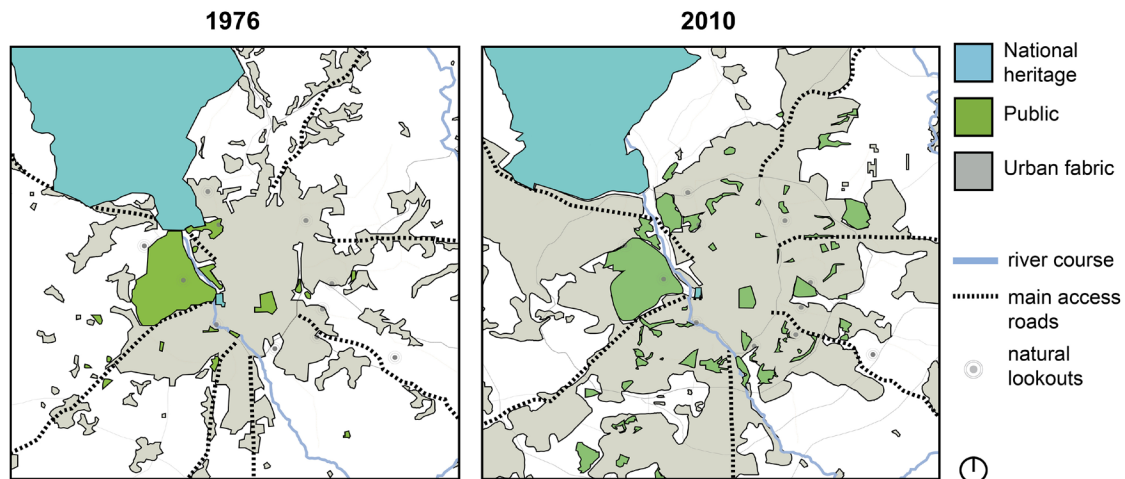 1976
2010
National
heritage
Public
Urban fabric
river course
main access
roads
natural
lookouts